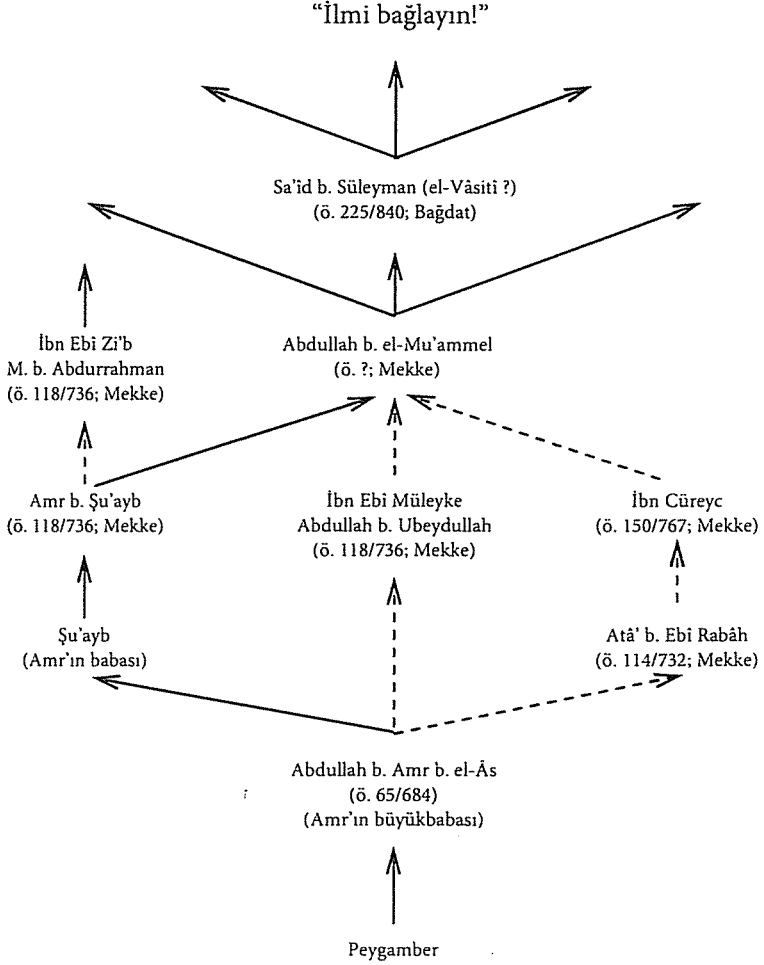 “İlmi bağlayın!”
Sa'îd b. Süleyman (el-Vâsitî ?)
(ö. 225/840; Bağdat)
İbn Ebî Zi'b
M. b. Abdurrahman
(ö. 118/736; Mekke)
Abdullah b. el-Mu'ammel
(ö. ?; Mekke)
Amr b. Şu'ayb
(ö. 118/736; Mekke)
İbn Ebî Müleyke
Abdullah b. Ubeydullah
(ö. 118/736; Mekke)
İbn Cüreyc
(ö. 150/767; Mekke)
Şu'ayb
(Amr'ın babası)
Atâ' b. Ebî Rabâh
(ö. 114/732; Mekke)
Abdullah b. Amr b. el-Âs
(ö. 65/684)
(Amr'ın büyükbabası)
Peygamber